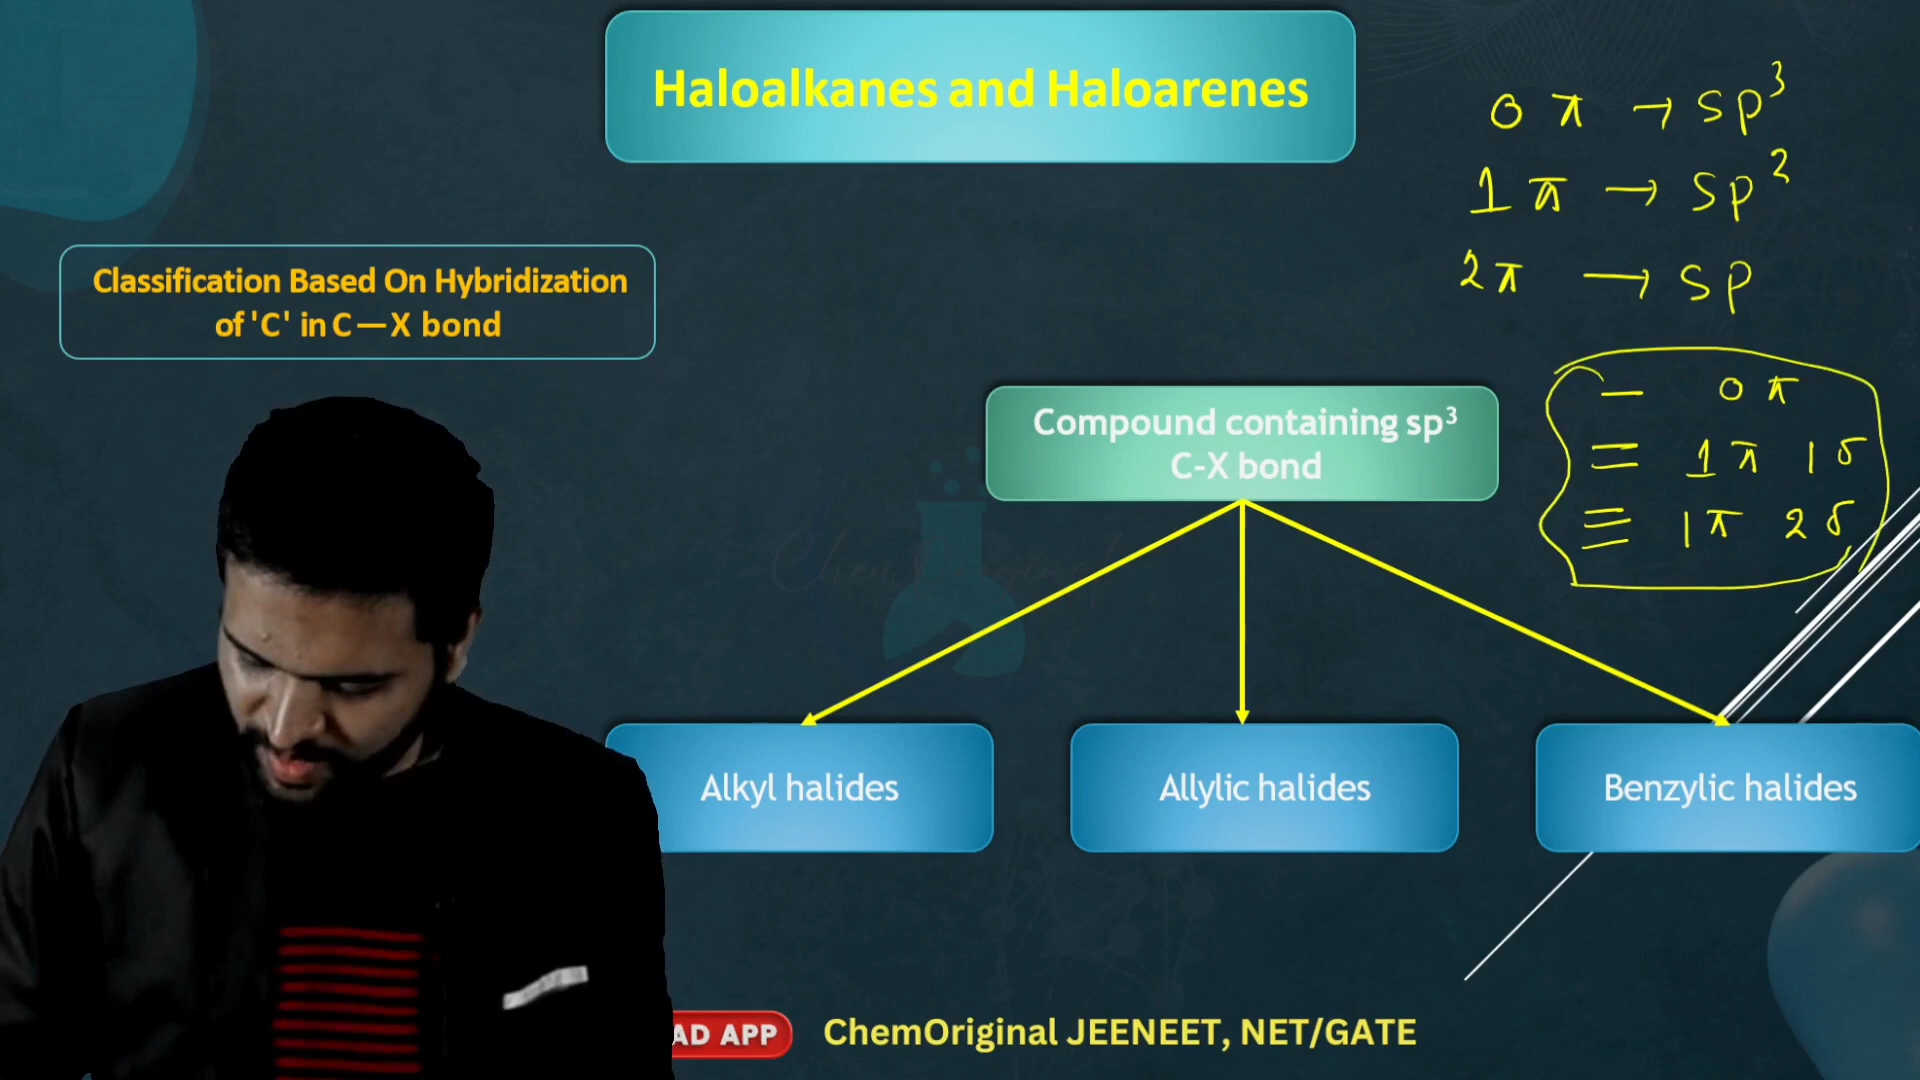 Haloalkanes and Haloarenes
0 π → sp³
1 π → sp²
2π → sp
Classification Based On Hybridization
of 'C' in C—X bond
— 0 π
= 1 π 1 σ
≡ 1 π 2 σ
Compound containing sp³
C-X bond
Alkyl halides
Allylic halides
Benzylic halides
AD APP
ChemOriginal JEENEET, NET/GATE